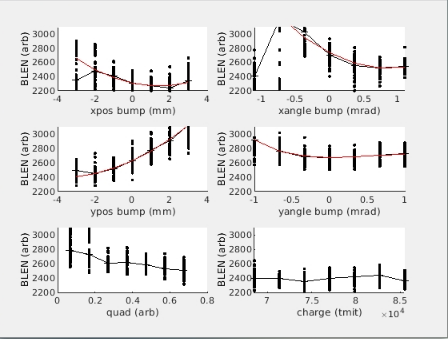 3000
2800
2600
2400
2200
BLEN (arb)
-4 -2 0 2 4
xpos bump (mm)
3000
2800
2600
2400
2200
BLEN (arb)
-1 -0.5 0 0.5 1
xangle bump (mrad)
3000
2800
2600
2400
2200
BLEN (arb)
-4 -2 0 2 4
ypos bump (mm)
3000
2800
2600
2400
2200
BLEN (arb)
-1 -0.5 0 0.5 1
yangle bump (mrad)
3000
2800
2600
2400
2200
BLEN (arb)
0 0.2 0.4 0.6 0.8
quad (arb)
3000
2800
2600
2400
2200
BLEN (arb)
7 7.5 8 8.5
×10⁴
charge (tmit)